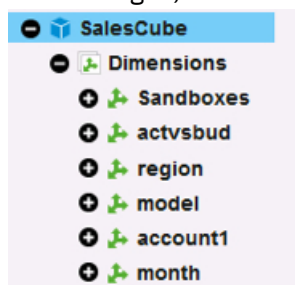 SalesCube
Dimensions
Sandboxes
actvsbud
region
model
account1
month